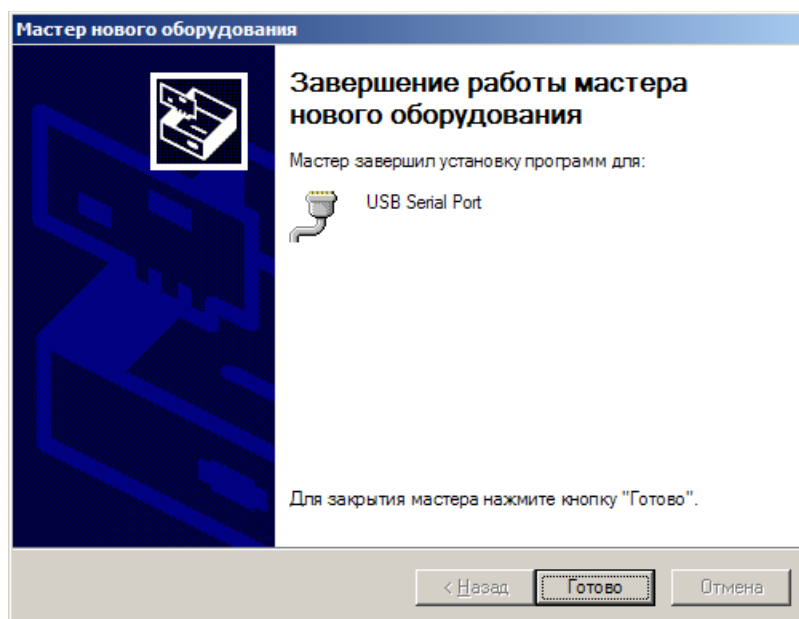 Мастер нового оборудования
Завершение работы мастера
нового оборудования
Мастер завершил установку программ для:
USB Serial Port
Для закрытия мастера нажмите кнопку "Готово".
< Назад
Готово
Отмена